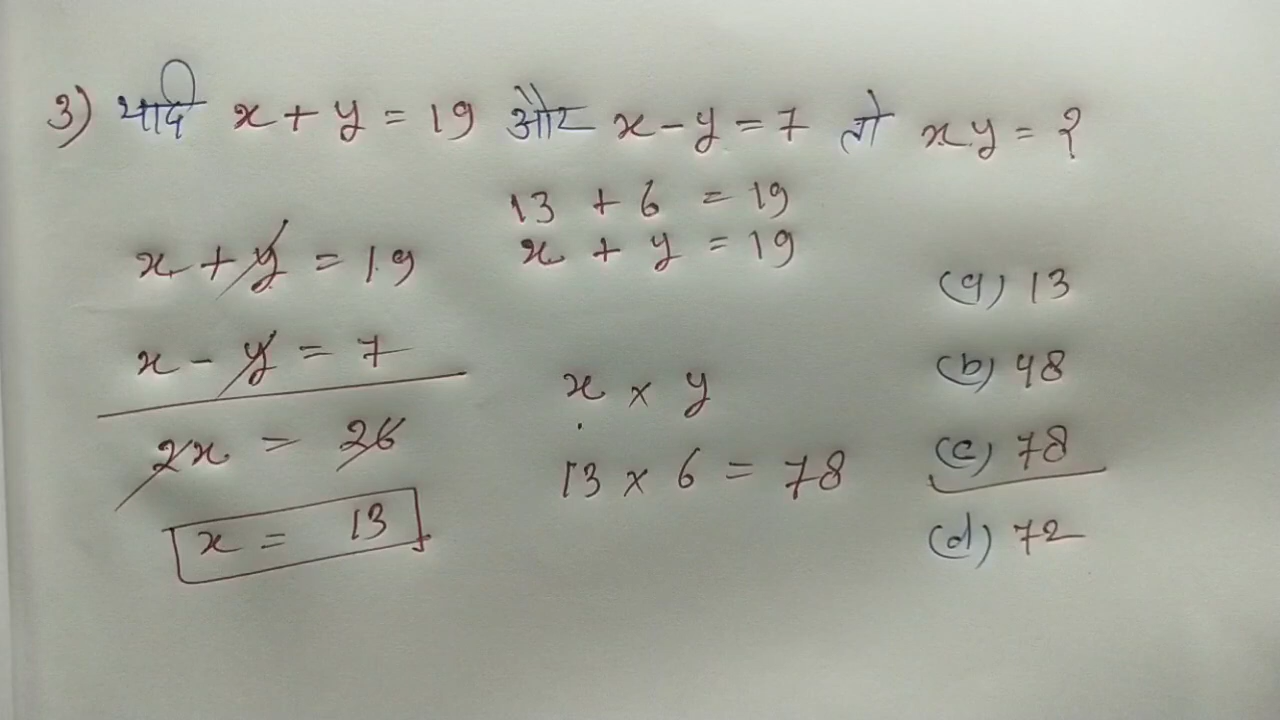 3) यदि x + y = 19 और x - y = 7 तो xy = ?
13 + 6 = 19
x + y = 19
x + y = 19
x - y = 7
2x = 26
x = 13
x × y
13 × 6 = 78
(a) 13
(b) 48
(c) 78
(d) 72